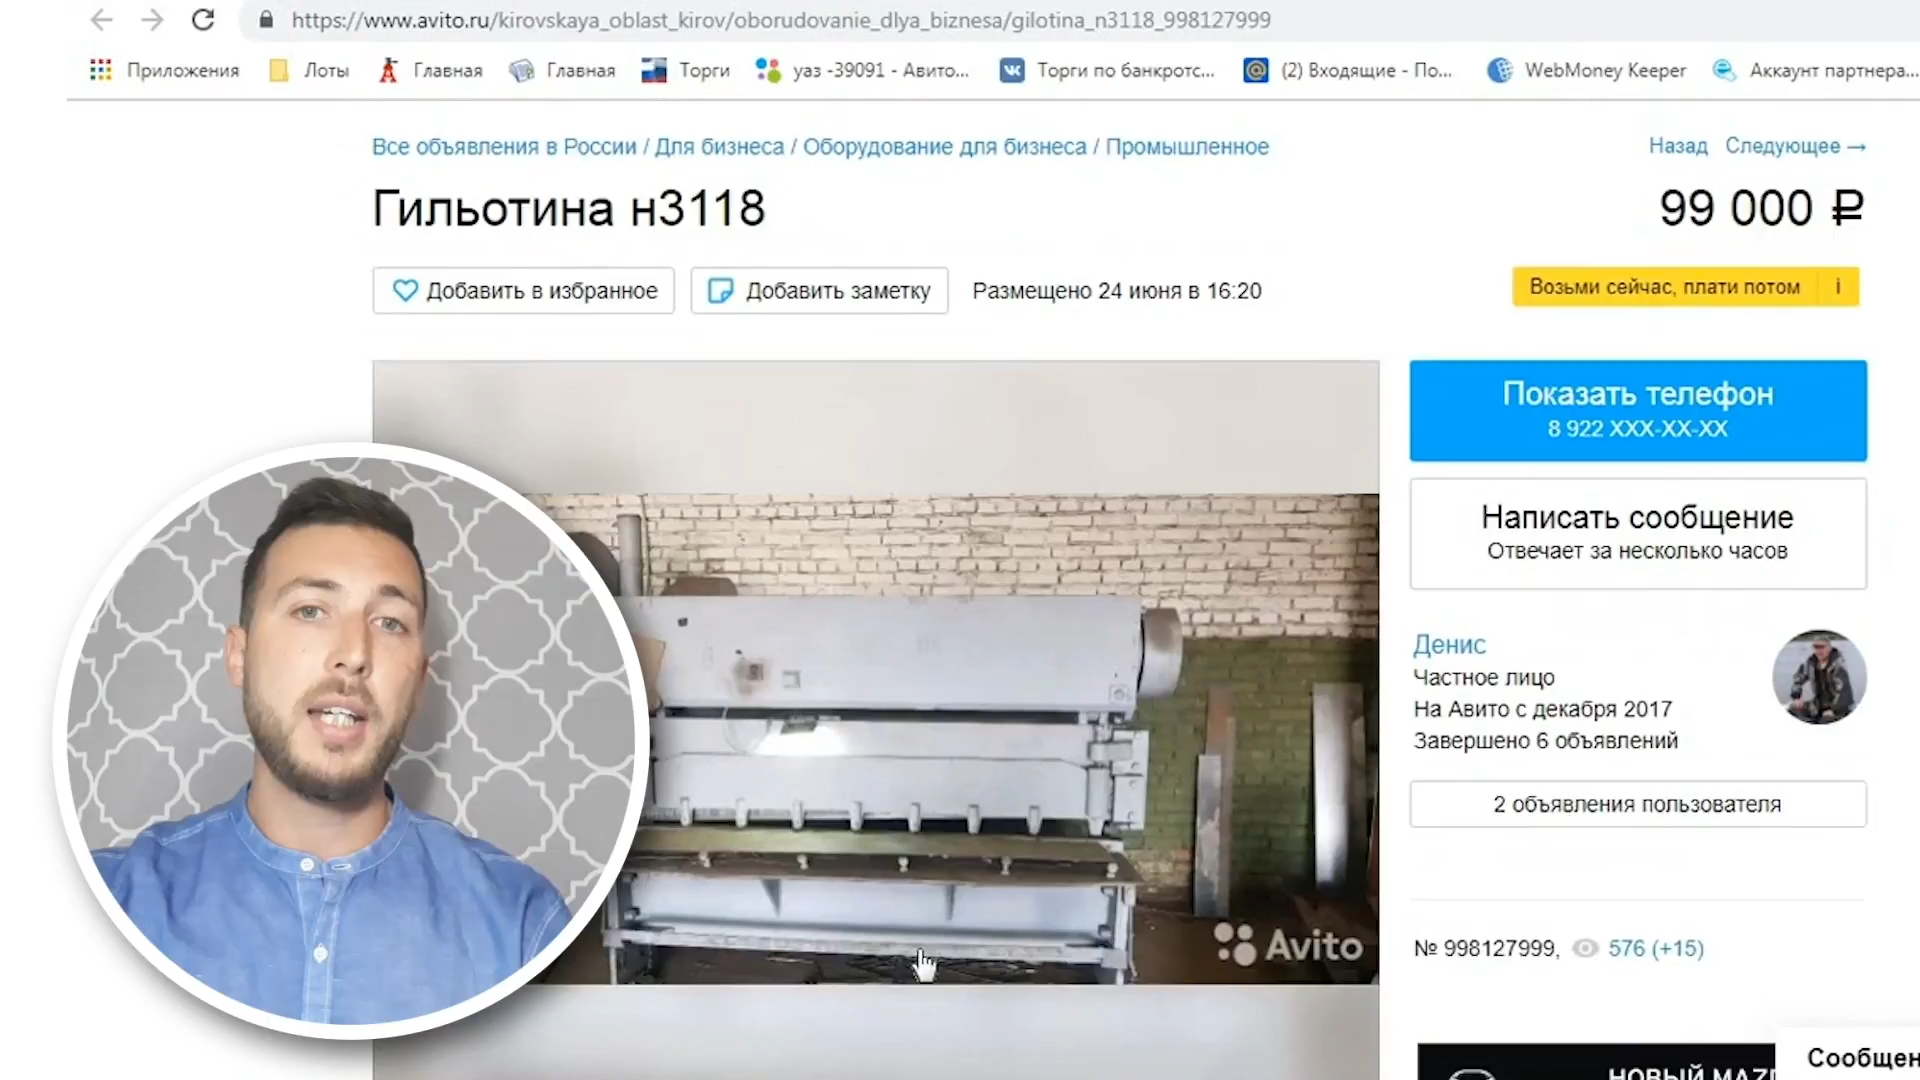 https://www.avito.ru/kirovskaya_oblast_kirov/oborudovanie_dlya_biznesa/gilotina_n3118_998127999
Приложения Лоты Главная Главная Торги уаз -39091 - Авито... Торги по банкротс... (2) Входящие - По... WebMoney Keeper Аккаунт партнера...
Все объявления в России / Для бизнеса / Оборудование для бизнеса / Промышленное
Назад Следующее →
Гильотина н3118
99 000 ₽
Добавить в избранное Добавить заметку Размещено 24 июня в 16:20
Возьми сейчас, плати потом i
Показать телефон
8 922 XXX-XX-XX
Написать сообщение
Отвечает за несколько часов
Денис
Частное лицо
На Авито с декабря 2017
Завершено 6 объявлений
2 объявления пользователя
№ 998127999, 576 (+15)
Avito
Сообщен
НОВЫЙ MAZD